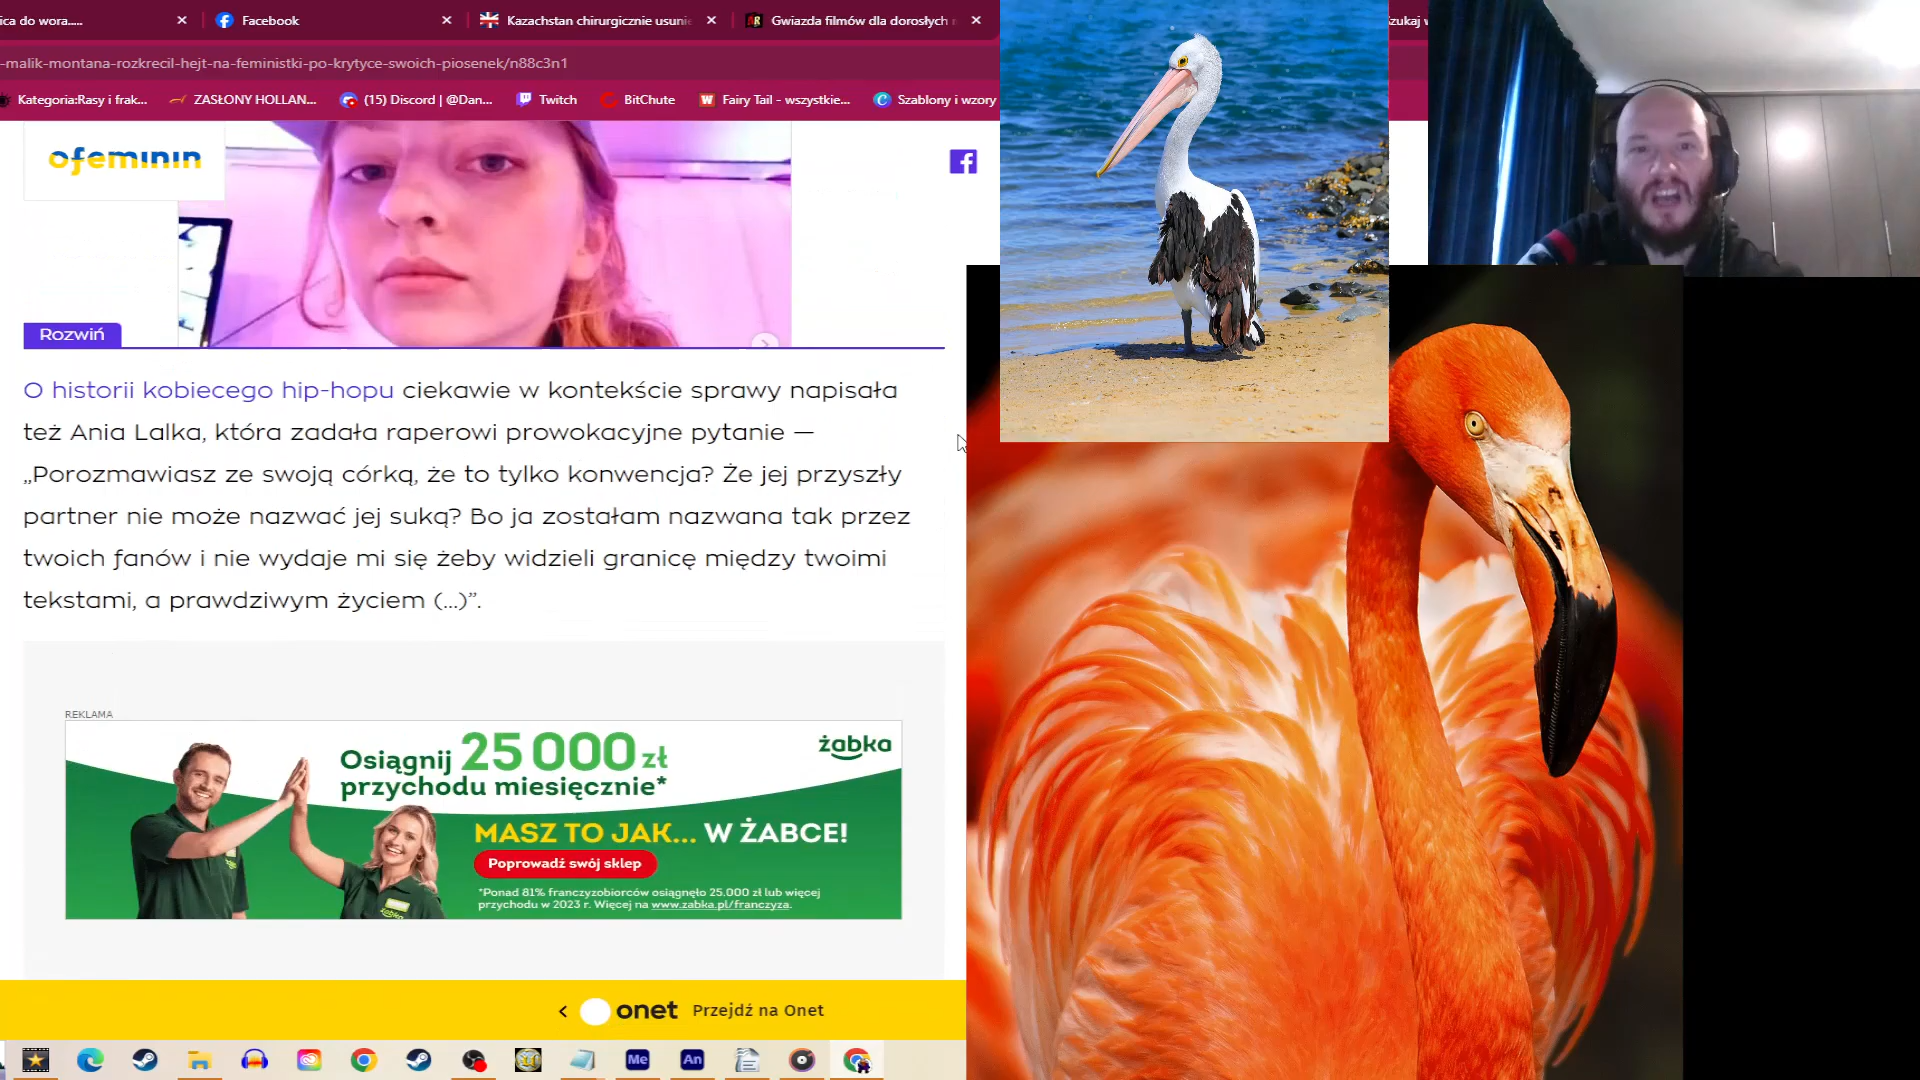 ica do wora.....
Facebook
Kazachstan chirurgicznie usunie
Gwiazda filmów dla dorosłych
Szukaj w
-malik-montana-rozkrecil-hejt-na-feministki-po-krytyce-swoich-piosenek/n88c3n1
Kategoria:Rasy i frak...
ZASŁONY HOLLAN...
(15) Discord | @Dan...
Twitch
BitChute
Fairy Tail - wszystkie...
Szablony i wzory
ofeminin
Rozwiń
O historii kobiecego hip-hopu ciekawie w kontekście sprawy napisała
też Ania Lalka, która zadała raperowi prowokacyjne pytanie —
„Porozmawiasz ze swoją córką, że to tylko konwencja? Że jej przyszły
partner nie może nazwać jej suką? Bo ja zostałam nazwana tak przez
twoich fanów i nie wydaje mi się żeby widzieli granicę między twoimi
tekstami, a prawdziwym życiem (...)”.
REKLAMA
Osiągnij 25 000 zł
przychodu miesięcznie*
żabka
MASZ TO JAK... W ŻABCE!
Poprowadź swój sklep
*Ponad 81% franczyzobiorców osiągnęło 25.000 zł lub więcej
przychodu w 2023 r. Więcej na www.zabka.pl/franczyza.
onet
Przejdź na Onet
Me
An